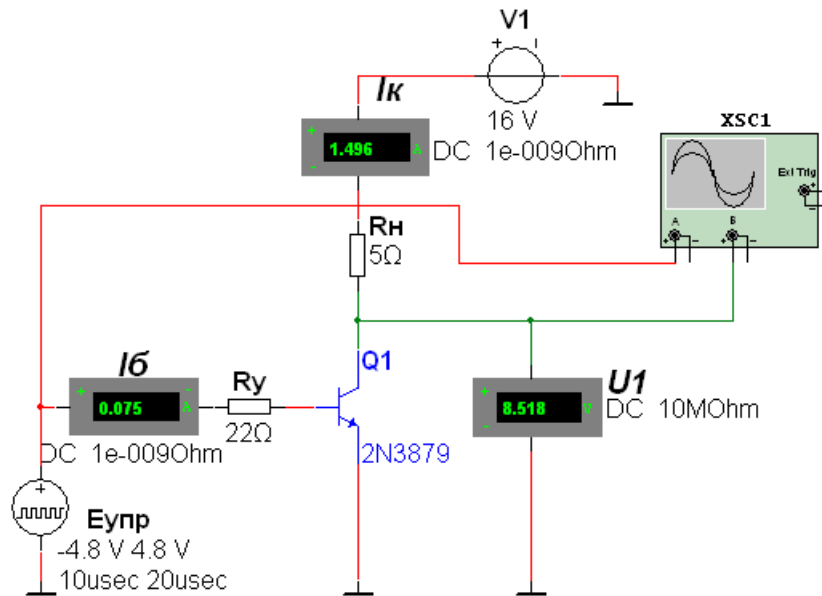 V1
+ -
16 V
Iк
+
1.496 A
-
DC 1e-009Ohm
XSC1
Ext Trig
+
-
A B
+ - + -
Rн
5Ω
Iб
+ -
0.075 A
DC 1e-009Ohm
Rу
22Ω
Q1
2N3879
U1
+
8.518 V
-
DC 10MOhm
+
Eупр
-4.8 V 4.8 V
10usec 20usec